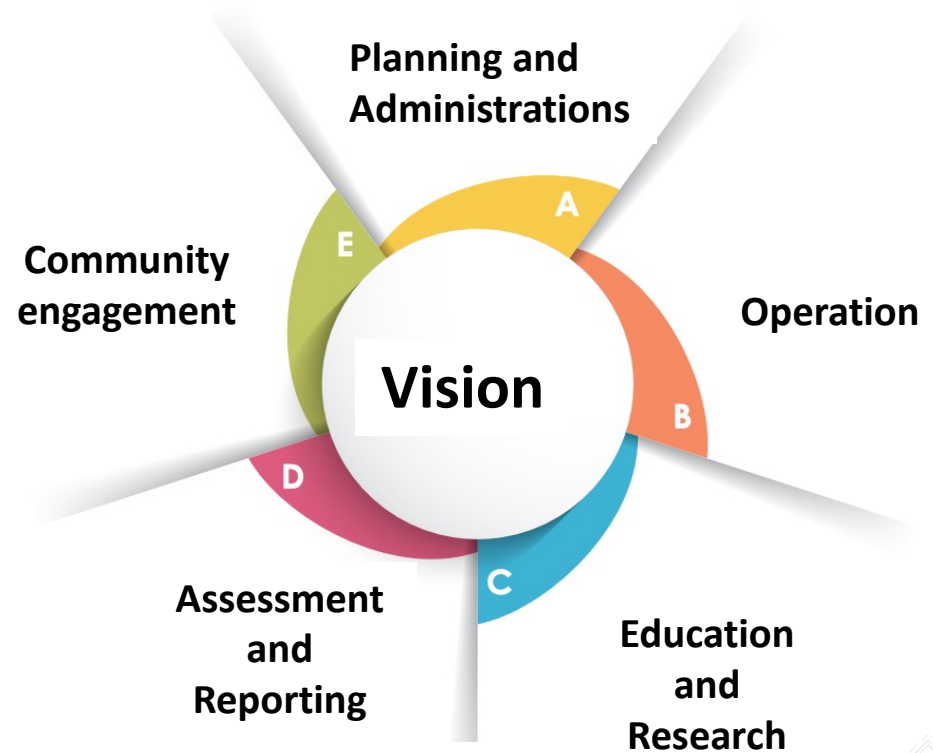 Planning and
Administrations
A
Operation
B
Education
and
Research
C
Assessment
and
Reporting
D
Community
engagement
E
Vision